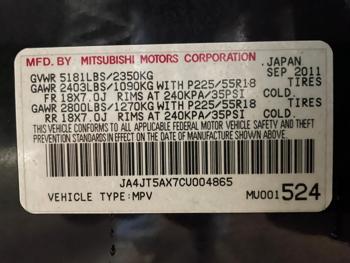 MFD. BY MITSUBISHI MOTORS CORPORATION JAPAN
GVWR 5181LBS/2350KG SEP 2011
GAWR 2403LBS/1090KG WITH P225/55R18 TIRES
FR 18X7.0J RIMS AT 240KPA/35PSI COLD.
GAWR 2800LBS/1270KG WITH P225/55R18 TIRES
RR 18X7.0J RIMS AT 240KPA/35PSI COLD.
THIS VEHICLE CONFORMS TO ALL APPLICABLE FEDERAL MOTOR
VEHICLE SAFETY AND THEFT PREVENTION STANDARDS IN
EFFECT ON THE DATE OF MANUFACTURE SHOWN ABOVE.
JA4JT5AX7CU004865
VEHICLE TYPE:MPV MU001524